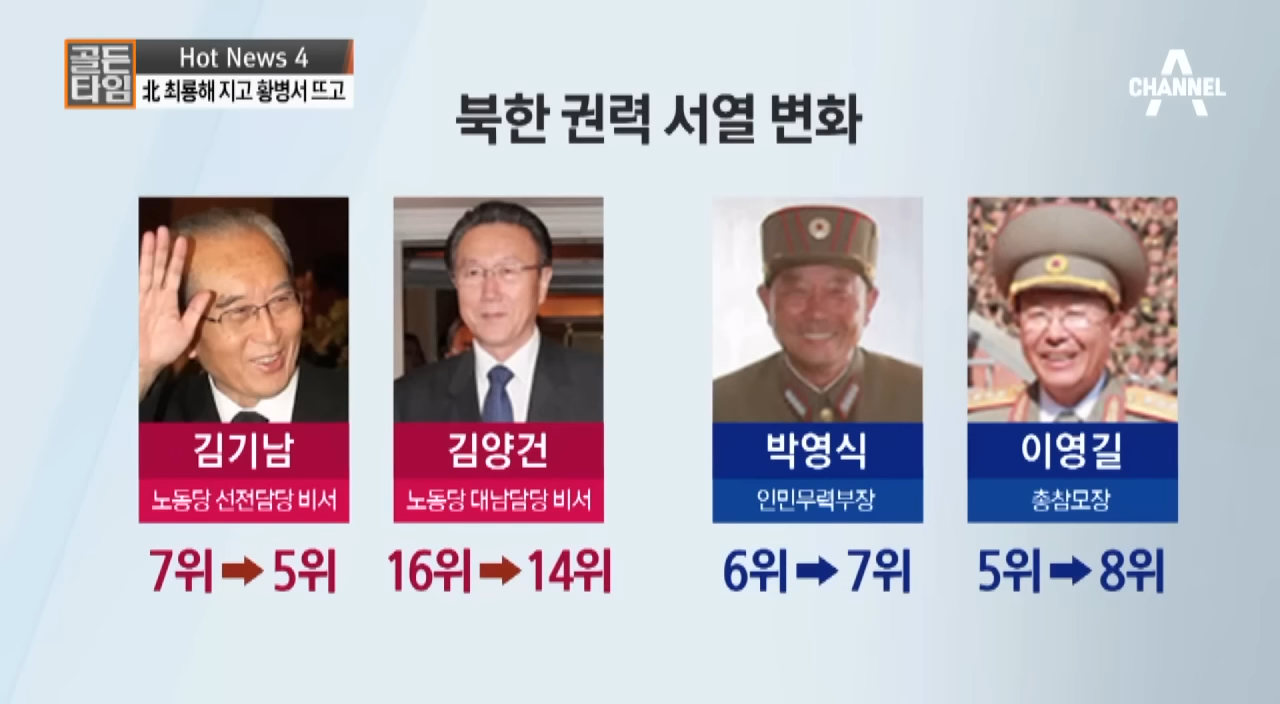 골든
타임
Hot News 4
北 최룡해 지고 황병서 뜨고
CHANNEL A
북한 권력 서열 변화
김기남
노동당 선전담당 비서
7위 ➡ 5위
김양건
노동당 대남담당 비서
16위 ➡ 14위
박영식
인민무력부장
6위 ➡ 7위
이영길
총참모장
5위 ➡ 8위